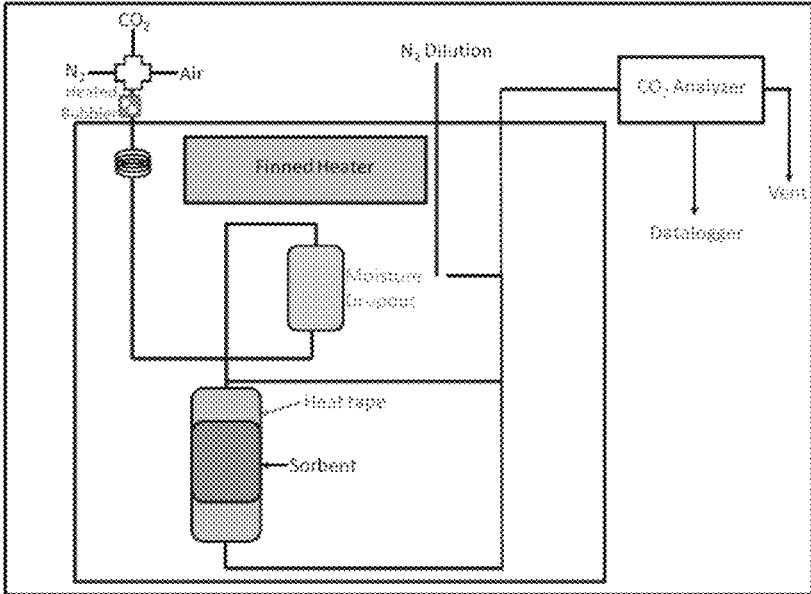 CO2
N2
Air
Heated
Bubbler
N2 Dilution
CO2 Analyzer
Finned Heater
Vent
Datalogger
Moisture
Dropout
Heat tape
Sorbent